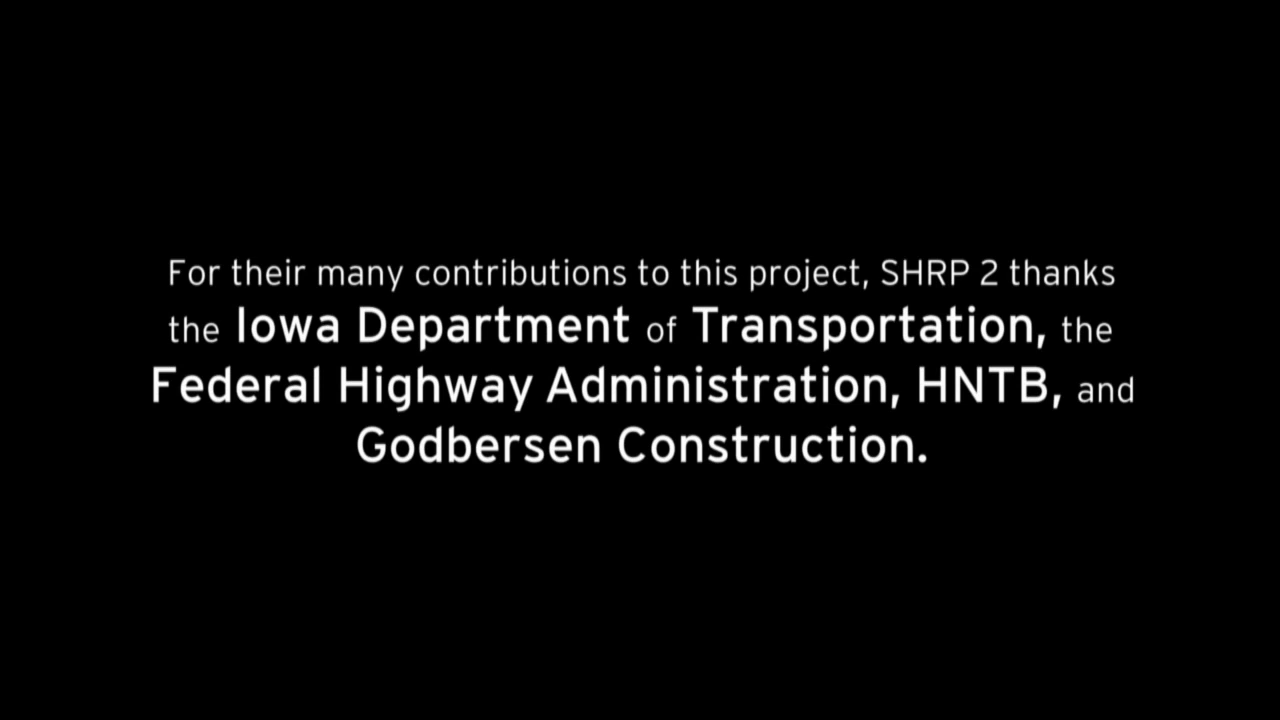 For their many contributions to this project, SHRP 2 thanks
the Iowa Department of Transportation, the
Federal Highway Administration, HNTB, and
Godbersen Construction.